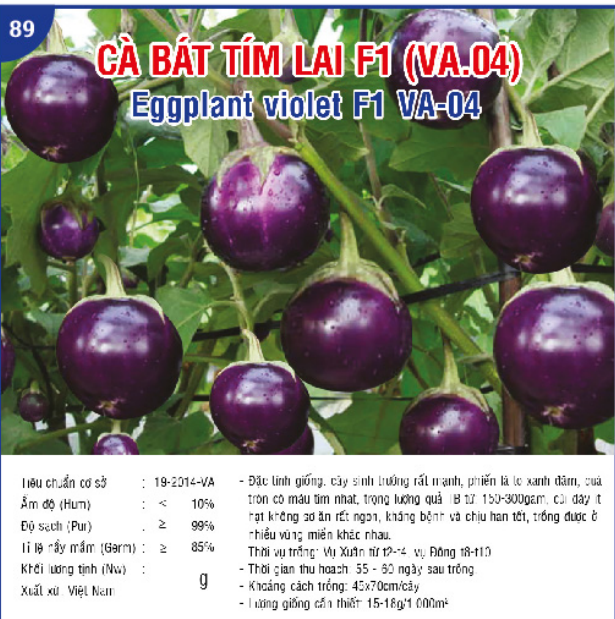 89
CÀ BÁT TÍM LAI F1 (VA.04)
Eggplant violet F1 VA-04
Tiêu chuẩn cơ sở : 19-2014-VA
Ẩm độ (Hum) : < 10%
Độ sạch (Pur) . ≥ 99%
Tỉ lệ nảy mầm (Germ) : ≥ 85%
Khối lượng tịnh (Nw) : g
Xuất xứ Việt Nam
- Đặc tính giống: cây sinh trưởng rất mạnh, phiến lá to xanh đậm, quả
tròn có màu tím nhạt, trọng lượng quả TB từ: 150-300gam, cùi dày ít
hạt không sơ ăn rất ngon, kháng bệnh và chịu hạn tốt, trồng được ở
nhiều vùng miền khác nhau.
Thời vụ trồng: Vụ Xuân từ t2-t4, vụ Đông t8-t10
- Thời gian thu hoạch: 55 - 60 ngày sau trồng.
- Khoảng cách trồng: 45x70cm/cây
- Lượng giống cần thiết: 15-18g/1.000m²